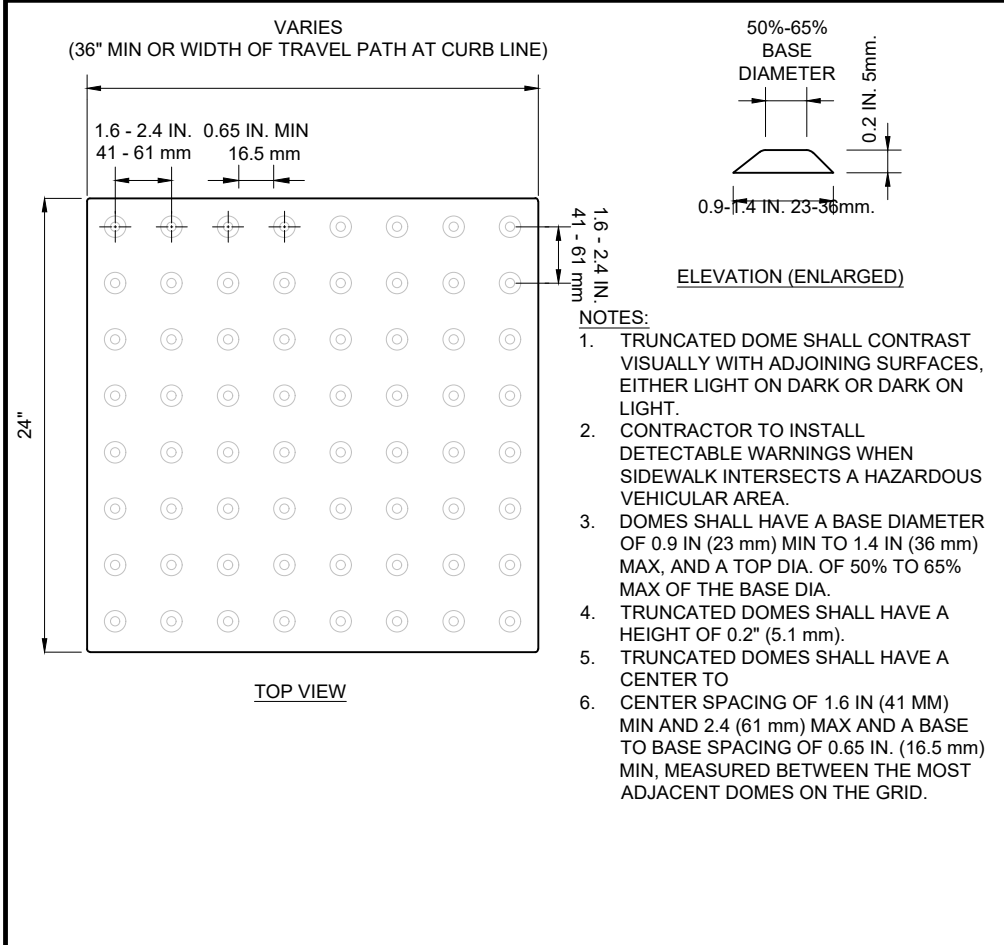 VARIES
(36" MIN OR WIDTH OF TRAVEL PATH AT CURB LINE)
1.6 - 2.4 IN.
41 - 61 mm
0.65 IN. MIN
16.5 mm
24"
1.6 - 2.4 IN.
41 - 61 mm
TOP VIEW
50%-65%
BASE
DIAMETER
0.2 IN. 5mm.
0.9-1.4 IN. 23-36mm.
ELEVATION (ENLARGED)
NOTES:
1. TRUNCATED DOME SHALL CONTRAST
VISUALLY WITH ADJOINING SURFACES,
EITHER LIGHT ON DARK OR DARK ON
LIGHT.
2. CONTRACTOR TO INSTALL
DETECTABLE WARNINGS WHEN
SIDEWALK INTERSECTS A HAZARDOUS
VEHICULAR AREA.
3. DOMES SHALL HAVE A BASE DIAMETER
OF 0.9 IN (23 mm) MIN TO 1.4 IN (36 mm)
MAX, AND A TOP DIA. OF 50% TO 65%
MAX OF THE BASE DIA.
4. TRUNCATED DOMES SHALL HAVE A
HEIGHT OF 0.2" (5.1 mm).
5. TRUNCATED DOMES SHALL HAVE A
CENTER TO
6. CENTER SPACING OF 1.6 IN (41 MM)
MIN AND 2.4 (61 mm) MAX AND A BASE
TO BASE SPACING OF 0.65 IN. (16.5 mm)
MIN, MEASURED BETWEEN THE MOST
ADJACENT DOMES ON THE GRID.